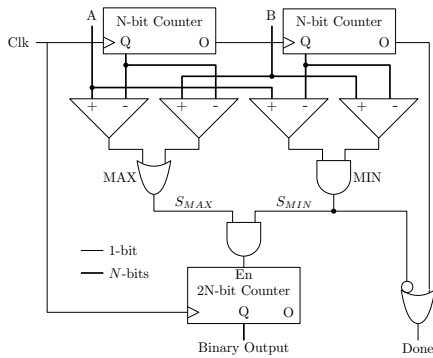 A
B
N-bit Counter
N-bit Counter
Clk
Q
O
Q
O
+
-
+
-
+
-
+
-
MAX
MIN
S_MAX
S_MIN
1-bit
N-bits
En
2N-bit Counter
Q
O
Binary Output
Done